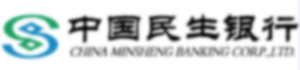 中国民生银行
CHINA MINSHENG BANKING CORP.,LTD.